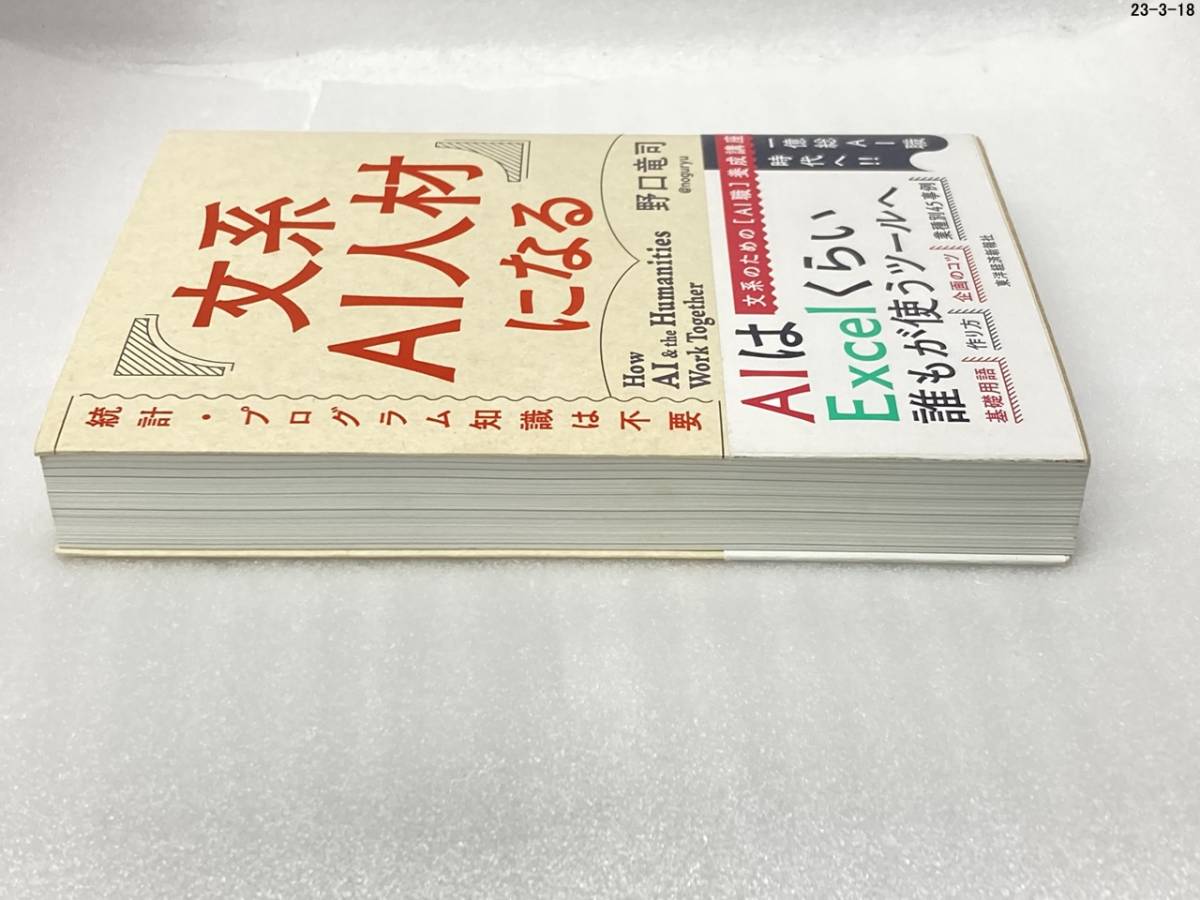 23-3-18
文系
AI人材
になる
統計・プログラム知識は不要
How
AI & the Humanities
Work Together
野口竜司
@noguryu
一億総AI職
時代へ!!
文系のための[AI職]養成講座
AIは
Excelくらい
誰もが使うツールへ
基礎用語
作り方
企画のコツ
業種別45事例
東洋経済新報社